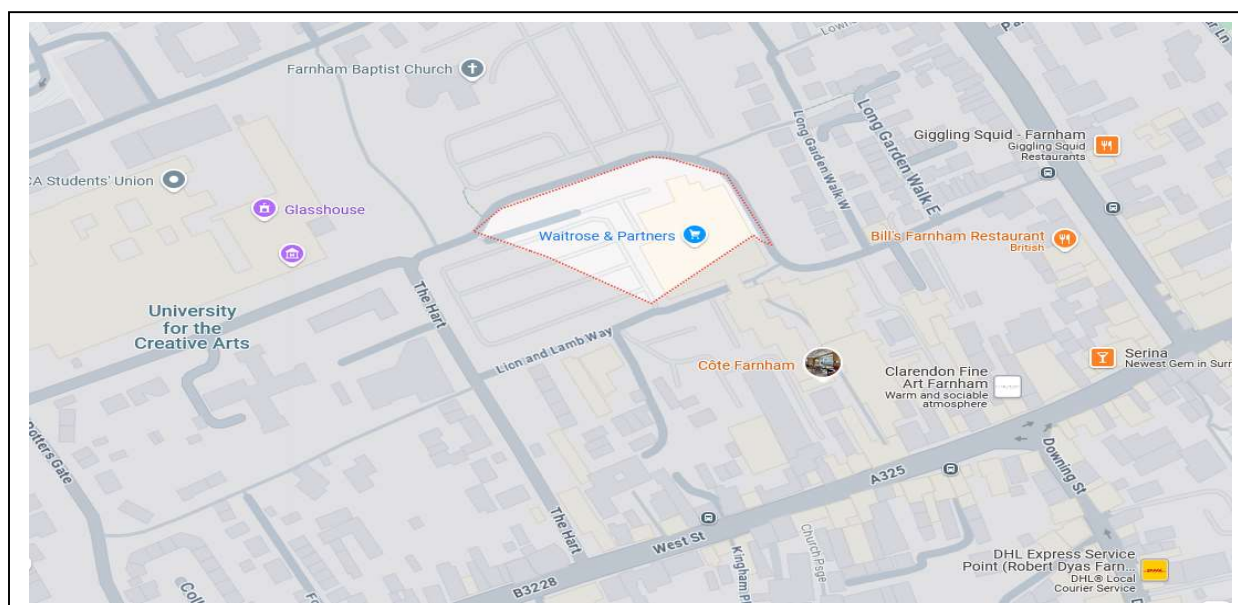 Farnham Baptist Church
Long Garden Walk W
Long Garden Walk E
Giggling Squid - Farnham
Giggling Squid
Restaurants
CA Students' Union
Glasshouse
Waitrose & Partners
Bill's Farnham Restaurant
British
University
for the
Creative Arts
The Hart
Lion and Lamb Way
Côte Farnham
Serina
Newest Gem in Surr
Clarendon Fine
Art Farnham
Warm and sociable
atmosphere
Potters Gate
A325
Downing St
The Hart
West St
Church Psge
B3228
DHL Express Service
Point (Robert Dyas Farn...
DHL® Local
Courier Service